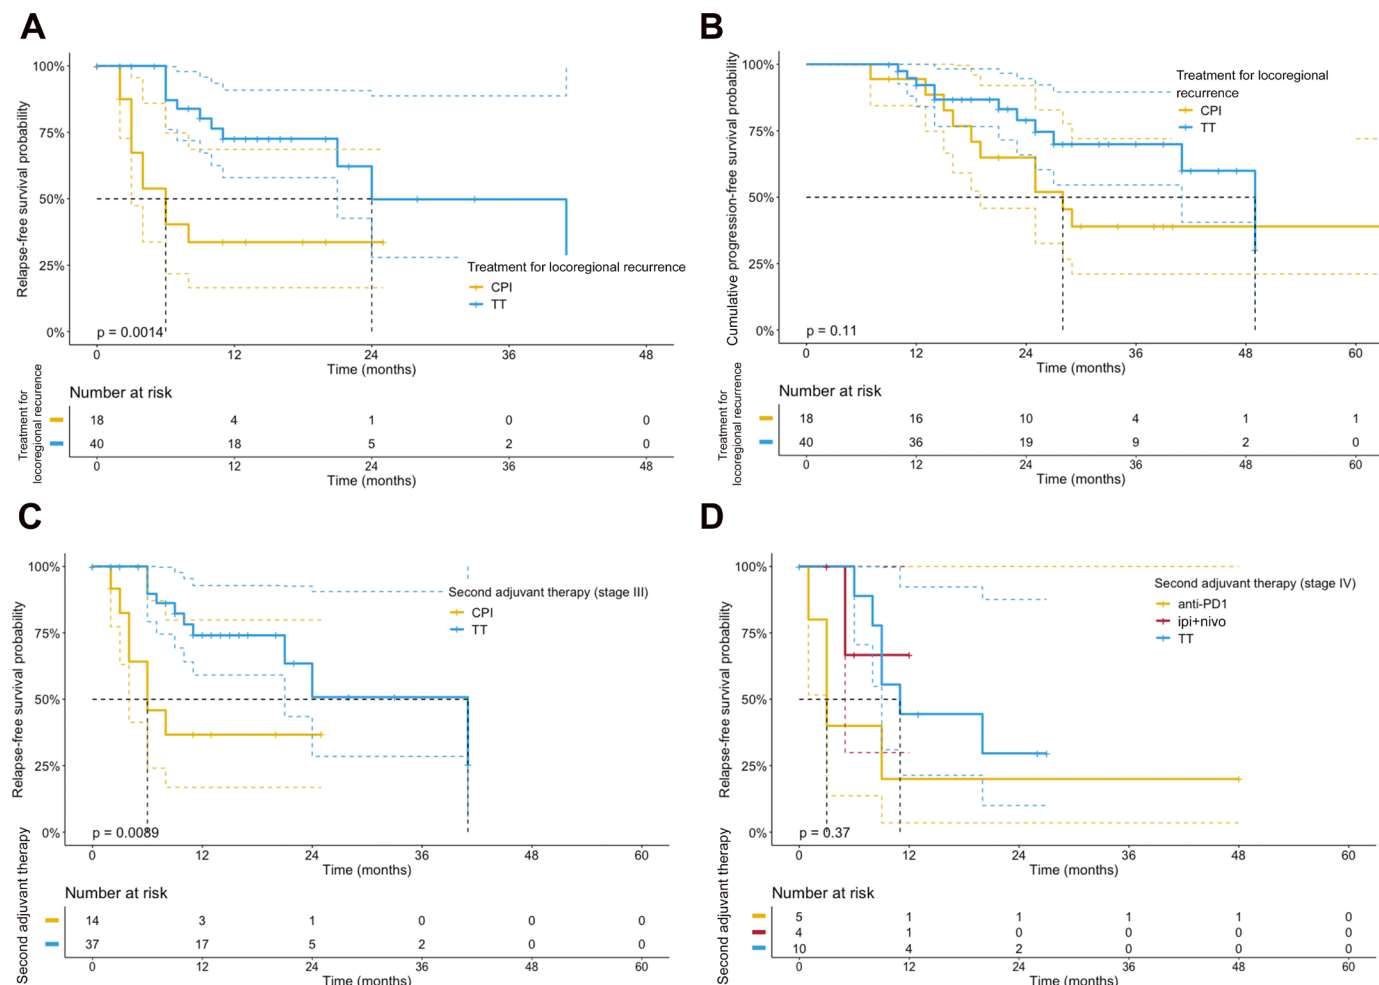 A
Relapse-free survival probability
100%
75%
50%
25%
0%
p = 0.0014
Treatment for locoregional recurrence
CPI
TT
0 12 24 36 48
Time (months)
Treatment for
locoregional recurrence
Number at risk
18 4 1 0 0
40 18 5 2 0
0 12 24 36 48
Time (months)
B
Cumulative progression-free survival probability
100%
75%
50%
25%
0%
p = 0.11
Treatment for locoregional
recurrence
CPI
TT
0 12 24 36 48 60
Time (months)
Treatment for
locoregional recurrence
Number at risk
18 16 10 4 1 1
40 36 19 9 2 0
0 12 24 36 48 60
Time (months)
C
Relapse-free survival probability
100%
75%
50%
25%
0%
p = 0.0089
Second adjuvant therapy (stage III)
CPI
TT
0 12 24 36 48 60
Time (months)
Second adjuvant therapy
Number at risk
14 3 1 0 0 0
37 17 5 2 0 0
0 12 24 36 48 60
Time (months)
D
Relapse-free survival probability
100%
75%
50%
25%
0%
p = 0.37
Second adjuvant therapy (stage IV)
anti-PD1
ipi+nivo
TT
0 12 24 36 48 60
Time (months)
Second adjuvant therapy
Number at risk
5 1 1 1 1 0
4 1 0 0 0 0
10 4 2 0 0 0
0 12 24 36 48 60
Time (months)